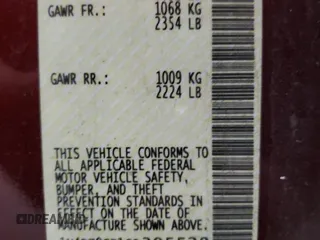 GAWR FR.: 1068 KG
2354 LB
GAWR RR.: 1009 KG
2224 LB
THIS VEHICLE CONFORMS TO
ALL APPLICABLE FEDERAL
MOTOR VEHICLE SAFETY,
BUMPER, AND THEFT
PREVENTION STANDARDS IN
EFFECT ON THE DATE OF
MANUFACTURE SHOWN ABOVE.